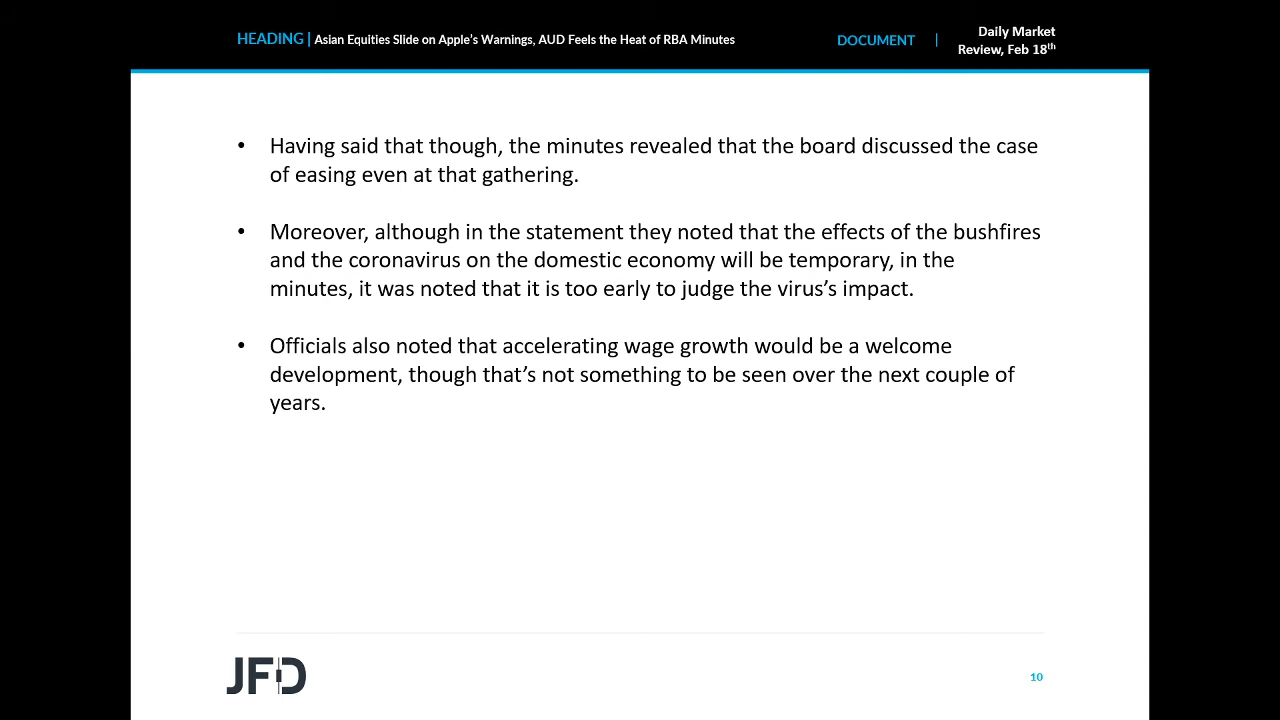 HEADING | Asian Equities Slide on Apple's Warnings, AUD Feels the Heat of RBA Minutes
DOCUMENT | Daily Market
Review, Feb 18th
• Having said that though, the minutes revealed that the board discussed the case
of easing even at that gathering.
• Moreover, although in the statement they noted that the effects of the bushfires
and the coronavirus on the domestic economy will be temporary, in the
minutes, it was noted that it is too early to judge the virus's impact.
• Officials also noted that accelerating wage growth would be a welcome
development, though that's not something to be seen over the next couple of
years.
JFD
10